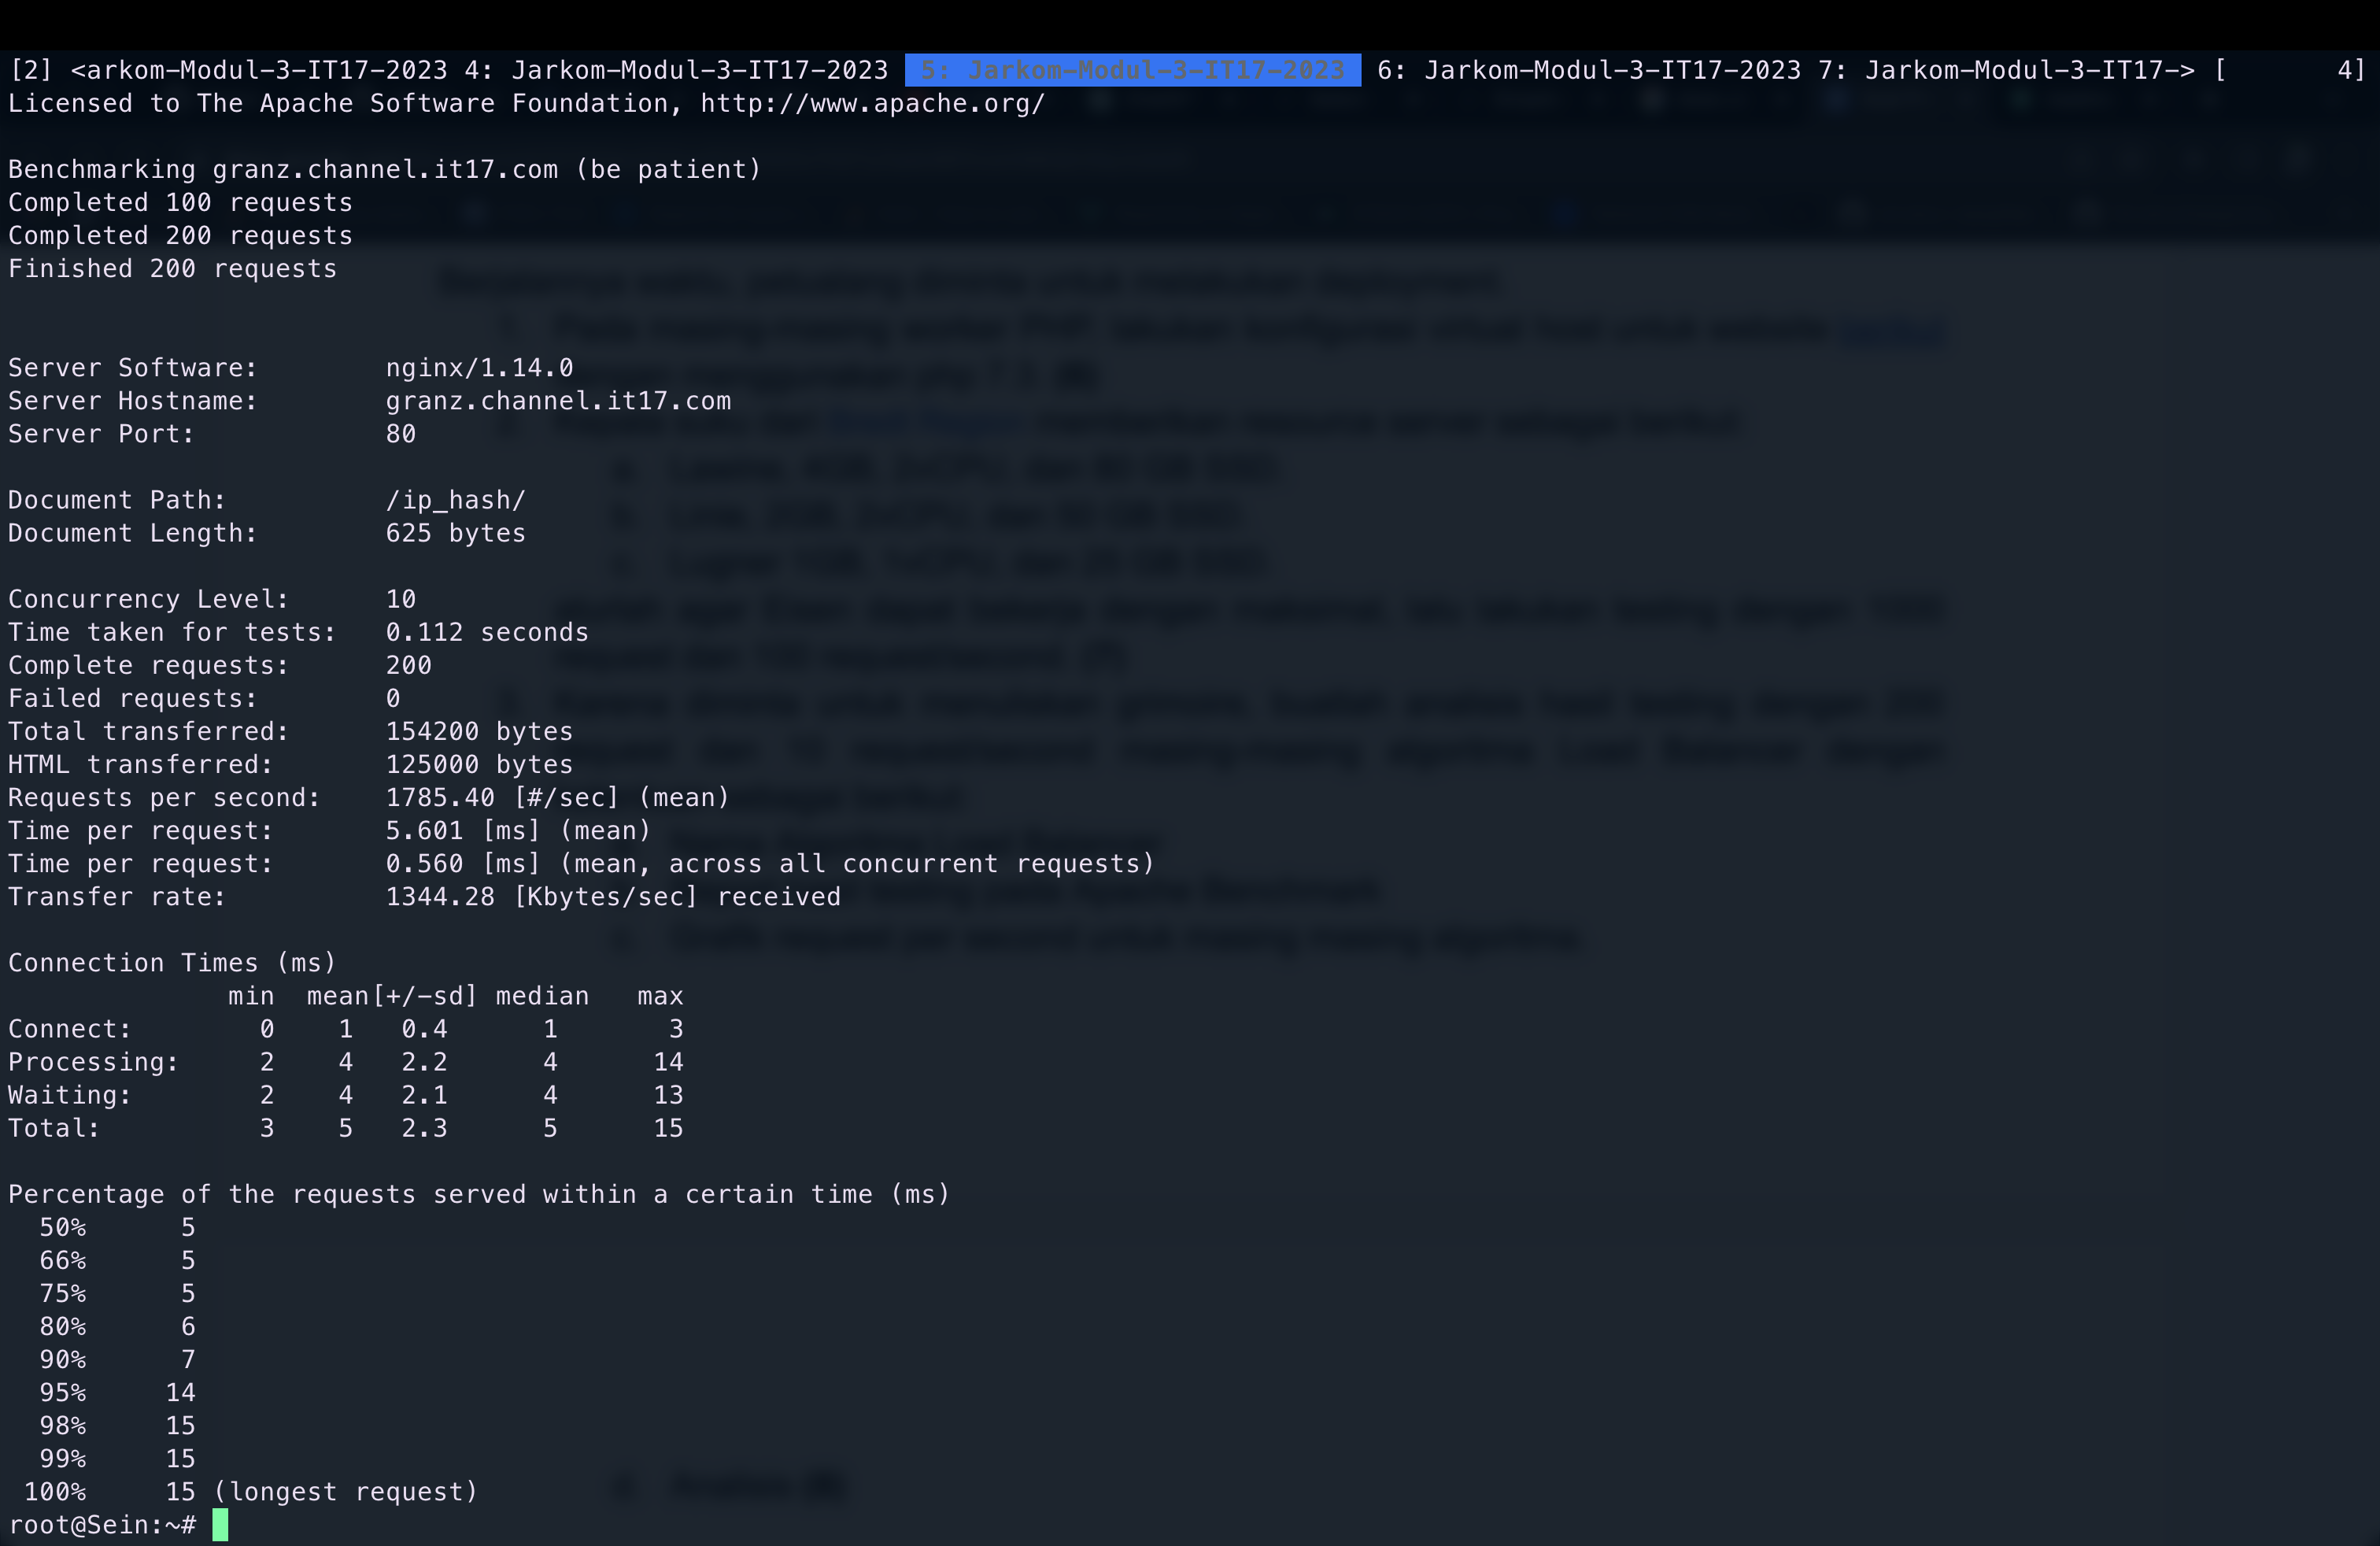 [2] <arkom-Modul-3-IT17-2023 4: Jarkom-Modul-3-IT17-2023 5: Jarkom-Modul-3-IT17-2023 6: Jarkom-Modul-3-IT17-2023 7: Jarkom-Modul-3-IT17-> [ 4]
Licensed to The Apache Software Foundation, http://www.apache.org/
Benchmarking granz.channel.it17.com (be patient)
Completed 100 requests
Completed 200 requests
Finished 200 requests
Server Software: nginx/1.14.0
Server Hostname: granz.channel.it17.com
Server Port: 80
Document Path: /ip_hash/
Document Length: 625 bytes
Concurrency Level: 10
Time taken for tests: 0.112 seconds
Complete requests: 200
Failed requests: 0
Total transferred: 154200 bytes
HTML transferred: 125000 bytes
Requests per second: 1785.40 [#/sec] (mean)
Time per request: 5.601 [ms] (mean)
Time per request: 0.560 [ms] (mean, across all concurrent requests)
Transfer rate: 1344.28 [Kbytes/sec] received
Connection Times (ms)
min mean[+/-sd] median max
Connect: 0 1 0.4 1 3
Processing: 2 4 2.2 4 14
Waiting: 2 4 2.1 4 13
Total: 3 5 2.3 5 15
Percentage of the requests served within a certain time (ms)
50% 5
66% 5
75% 5
80% 6
90% 7
95% 14
98% 15
99% 15
100% 15 (longest request)
root@Sein:~#